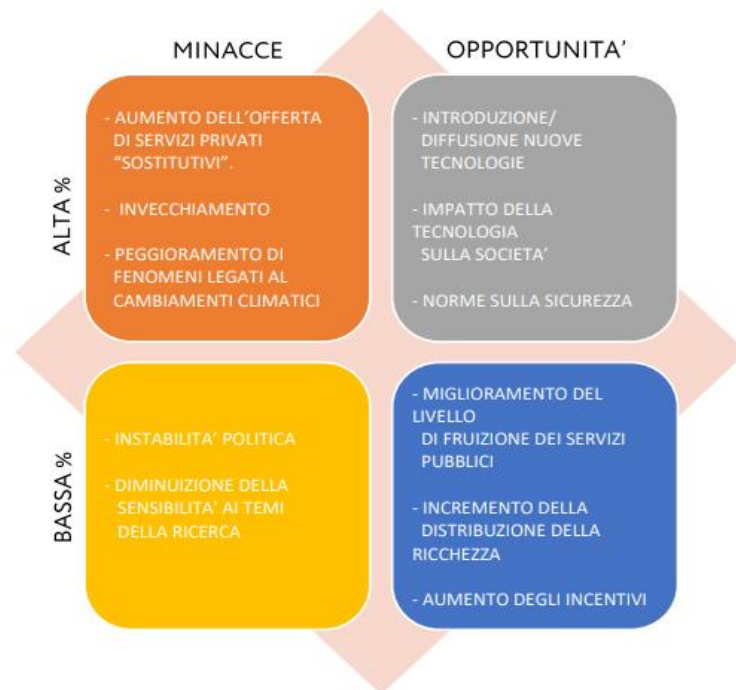 MINACCE
OPPORTUNITA'
ALTA %
- AUMENTO DELL'OFFERTA
DI SERVIZI PRIVATI
"SOSTITUTIVI".
- INVECCHIAMENTO
- PEGGIORAMENTO DI
FENOMENI LEGATI AL
CAMBIAMENTI CLIMATICI
- INTRODUZIONE/
DIFFUSIONE NUOVE
TECNOLOGIE
- IMPATTO DELLA
TECNOLOGIA
SULLA SOCIETA'
- NORME SULLA SICUREZZA
BASSA %
- INSTABILITA' POLITICA
- DIMINUIZIONE DELLA
SENSIBILITA' AI TEMI
DELLA RICERCA
- MIGLIORAMENTO DEL
LIVELLO
DI FRUIZIONE DEI SERVIZI
PUBBLICI
- INCREMENTO DELLA
DISTRIBUZIONE DELLA
RICCHEZZA
- AUMENTO DEGLI INCENTIVI